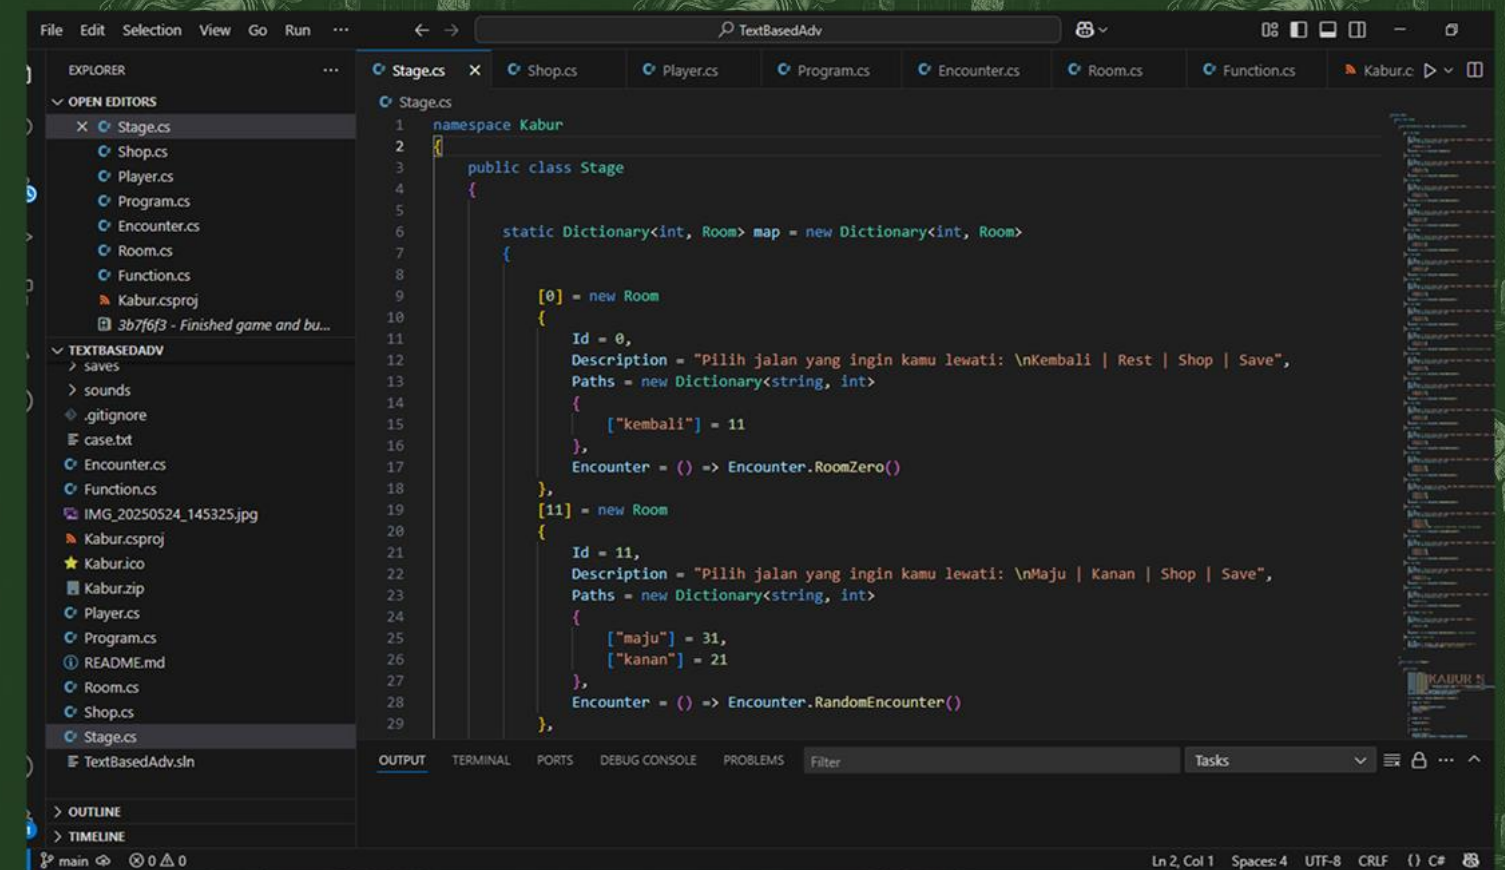 File Edit Selection View Go Run ···
TextBasedAdv
EXPLORER ···
OPEN EDITORS
Stage.cs
Shop.cs
Player.cs
Program.cs
Encounter.cs
Room.cs
Function.cs
Kabur.csproj
3b7f6f3 - Finished game and bu...
TEXTBASEDADV
saves
sounds
.gitignore
case.txt
Encounter.cs
Function.cs
IMG_20250524_145325.jpg
Kabur.csproj
Kabur.ico
Kabur.zip
Player.cs
Program.cs
README.md
Room.cs
Shop.cs
Stage.cs
TextBasedAdv.sln
OUTLINE
TIMELINE
Stage.cs Shop.cs Player.cs Program.cs Encounter.cs Room.cs Function.cs Kabur.c
Stage.cs
1 namespace Kabur
2 {
3 public class Stage
4 {
5
6 static Dictionary<int, Room> map = new Dictionary<int, Room>
7 {
8
9 [0] = new Room
10 {
11 Id = 0,
12 Description = "Pilih jalan yang ingin kamu lewati: \nKembali | Rest | Shop | Save",
13 Paths = new Dictionary<string, int>
14 {
15 ["kembali"] = 11
16 },
17 Encounter = () => Encounter.RoomZero()
18 },
19 [11] = new Room
20 {
21 Id = 11,
22 Description = "Pilih jalan yang ingin kamu lewati: \nMaju | Kanan | Shop | Save",
23 Paths = new Dictionary<string, int>
24 {
25 ["maju"] = 31,
26 ["kanan"] = 21
27 },
28 Encounter = () => Encounter.RandomEncounter()
29 },
KABUR
OUTPUT TERMINAL PORTS DEBUG CONSOLE PROBLEMS Filter Tasks
main 0 0 Ln 2, Col 1 Spaces: 4 UTF-8 CRLF {} C#